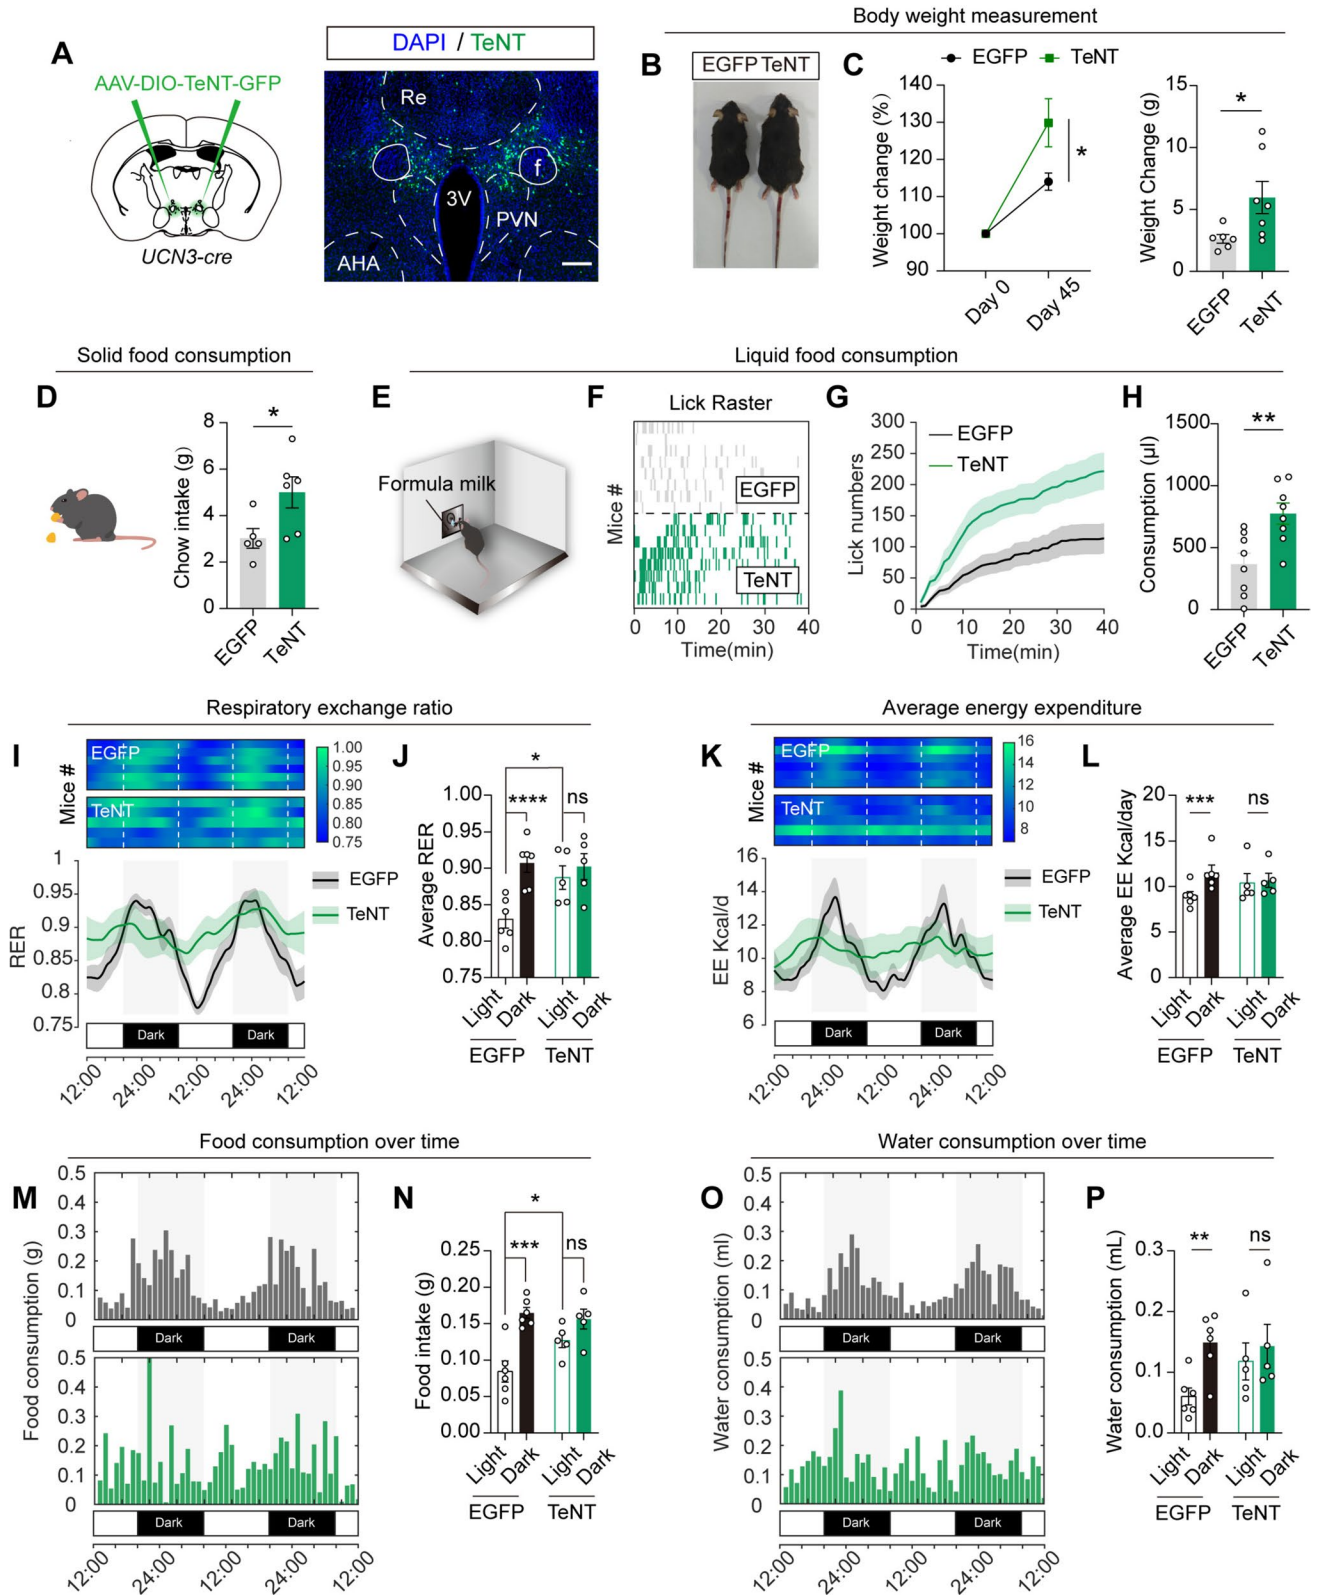 Body weight measurement
A
DAPI / TeNT
AAV-DIO-TeNT-GFP
UCN3-cre
Re
f
3V
PVN
AHA
B
EGFP TeNT
C
EGFP
TeNT
Weight change (%)
140
130
120
110
100
90
Day 0
Day 45
*
Weight Change (g)
15
10
5
0
*
EGFP
TeNT
Solid food consumption
Liquid food consumption
D
Chow intake (g)
8
6
4
2
0
*
EGFP
TeNT
E
Formula milk
F
Lick Raster
Mice #
EGFP
TeNT
0
10
20
30
40
Time(min)
G
Lick numbers
300
250
200
150
100
50
0
EGFP
TeNT
0
10
20
30
40
Time(min)
H
Consumption (µl)
1500
1000
500
0
**
EGFP
TeNT
Respiratory exchange ratio
Average energy expenditure
I
Mice #
EGFP
TeNT
1.00
0.95
0.90
0.85
0.80
0.75
RER
1
0.95
0.9
0.85
0.8
0.75
EGFP
TeNT
Dark
Dark
12:00
24:00
12:00
24:00
12:00
J
Average RER
1.00
0.95
0.90
0.85
0.80
0.75
*
****
ns
Light
Dark
Light
Dark
EGFP
TeNT
K
Mice #
EGFP
TeNT
16
14
12
10
8
EE Kcal/d
16
14
12
10
8
6
EGFP
TeNT
Dark
Dark
12:00
24:00
12:00
24:00
12:00
L
Average EE Kcal/day
20
15
10
5
0
***
ns
Light
Dark
Light
Dark
EGFP
TeNT
Food consumption over time
Water consumption over time
M
Food consumption (g)
0.5
0.4
0.3
0.2
0.1
0
Dark
Dark
0.5
0.4
0.3
0.2
0.1
0
Dark
Dark
12:00
24:00
12:00
24:00
12:00
N
Food intake (g)
0.25
0.20
0.15
0.10
0.05
0.00
*
***
ns
Light
Dark
Light
Dark
EGFP
TeNT
O
Water consumption (ml)
0.5
0.4
0.3
0.2
0.1
0
Dark
Dark
0.5
0.4
0.3
0.2
0.1
0
Dark
Dark
12:00
24:00
12:00
24:00
12:00
P
Water consumption (mL)
0.3
0.2
0.1
0.0
**
ns
Light
Dark
Light
Dark
EGFP
TeNT